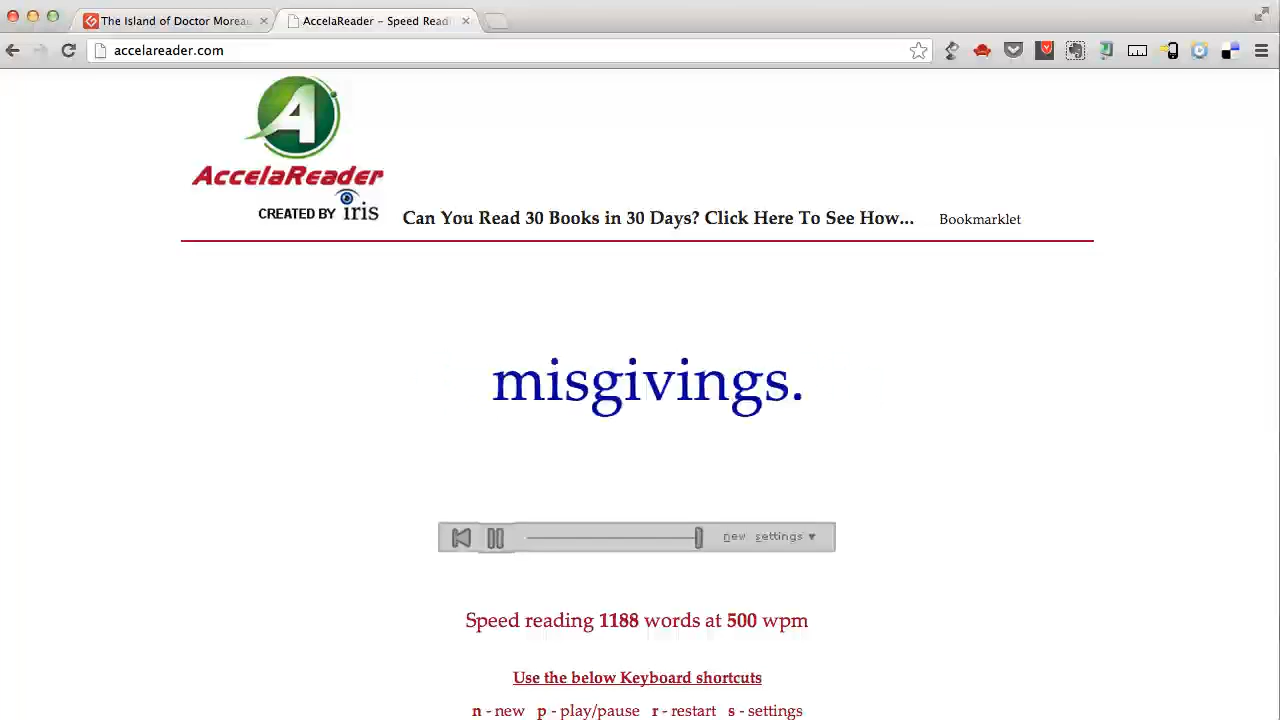 The Island of Doctor Moreau
AccelaReader – Speed Read
accelareader.com
A
AccelaReader
CREATED BY iris
Can You Read 30 Books in 30 Days? Click Here To See How... Bookmarklet
misgivings.
new settings ▼
Speed reading 1188 words at 500 wpm
Use the below Keyboard shortcuts
n - new p - play/pause r - restart s - settings